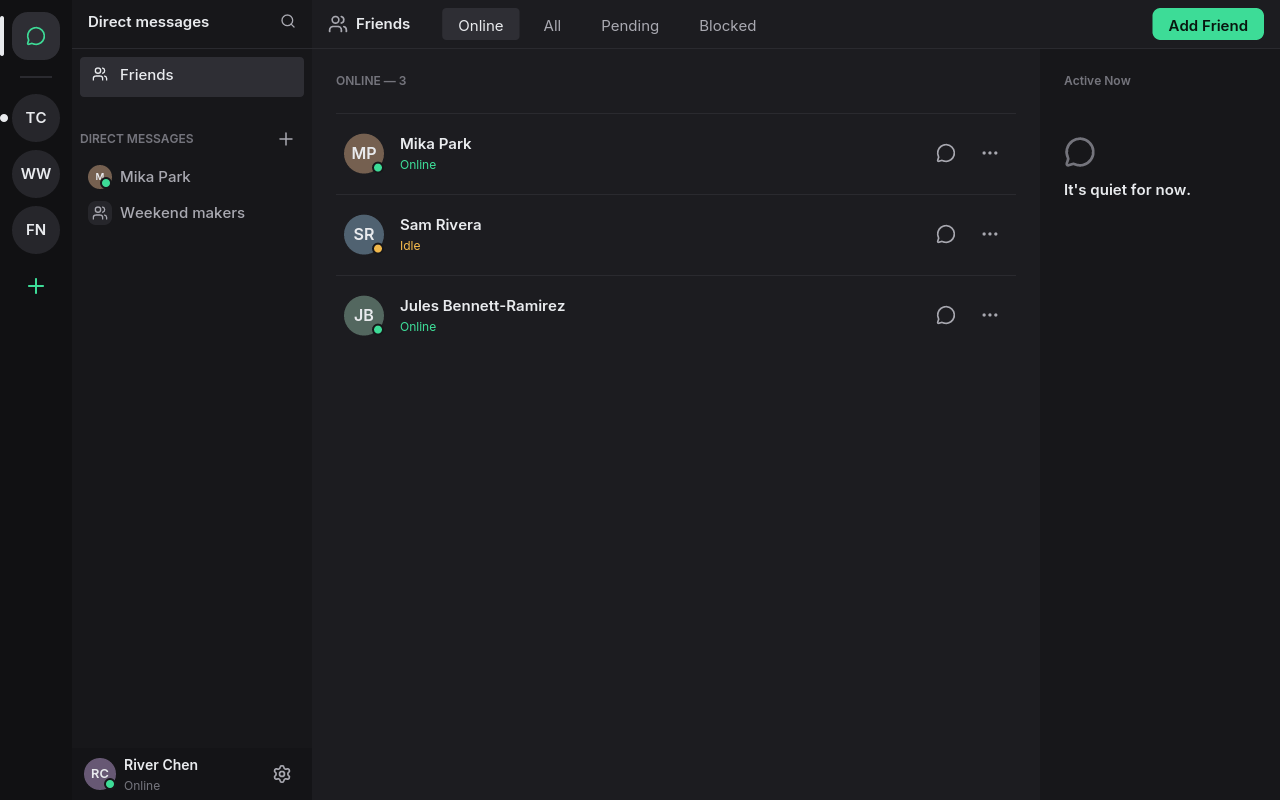 TC
WW
FN
Direct messages
Friends
DIRECT MESSAGES
M
Mika Park
Weekend makers
RC
River Chen
Online
Friends
Online
All
Pending
Blocked
Add Friend
ONLINE — 3
MP
Mika Park
Online
SR
Sam Rivera
Idle
JB
Jules Bennett-Ramirez
Online
Active Now
It's quiet for now.